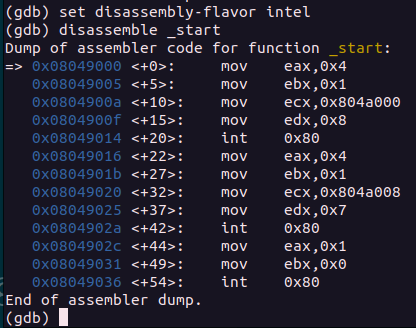 (gdb) set disassembly-flavor intel
(gdb) disassemble _start
Dump of assembler code for function _start:
=> 0x08049000 <+0>:     mov    eax,0x4
   0x08049005 <+5>:     mov    ebx,0x1
   0x0804900a <+10>:    mov    ecx,0x804a000
   0x0804900f <+15>:    mov    edx,0x8
   0x08049014 <+20>:    int    0x80
   0x08049016 <+22>:    mov    eax,0x4
   0x0804901b <+27>:    mov    ebx,0x1
   0x08049020 <+32>:    mov    ecx,0x804a008
   0x08049025 <+37>:    mov    edx,0x7
   0x0804902a <+42>:    int    0x80
   0x0804902c <+44>:    mov    eax,0x1
   0x08049031 <+49>:    mov    ebx,0x0
   0x08049036 <+54>:    int    0x80
End of assembler dump.
(gdb)